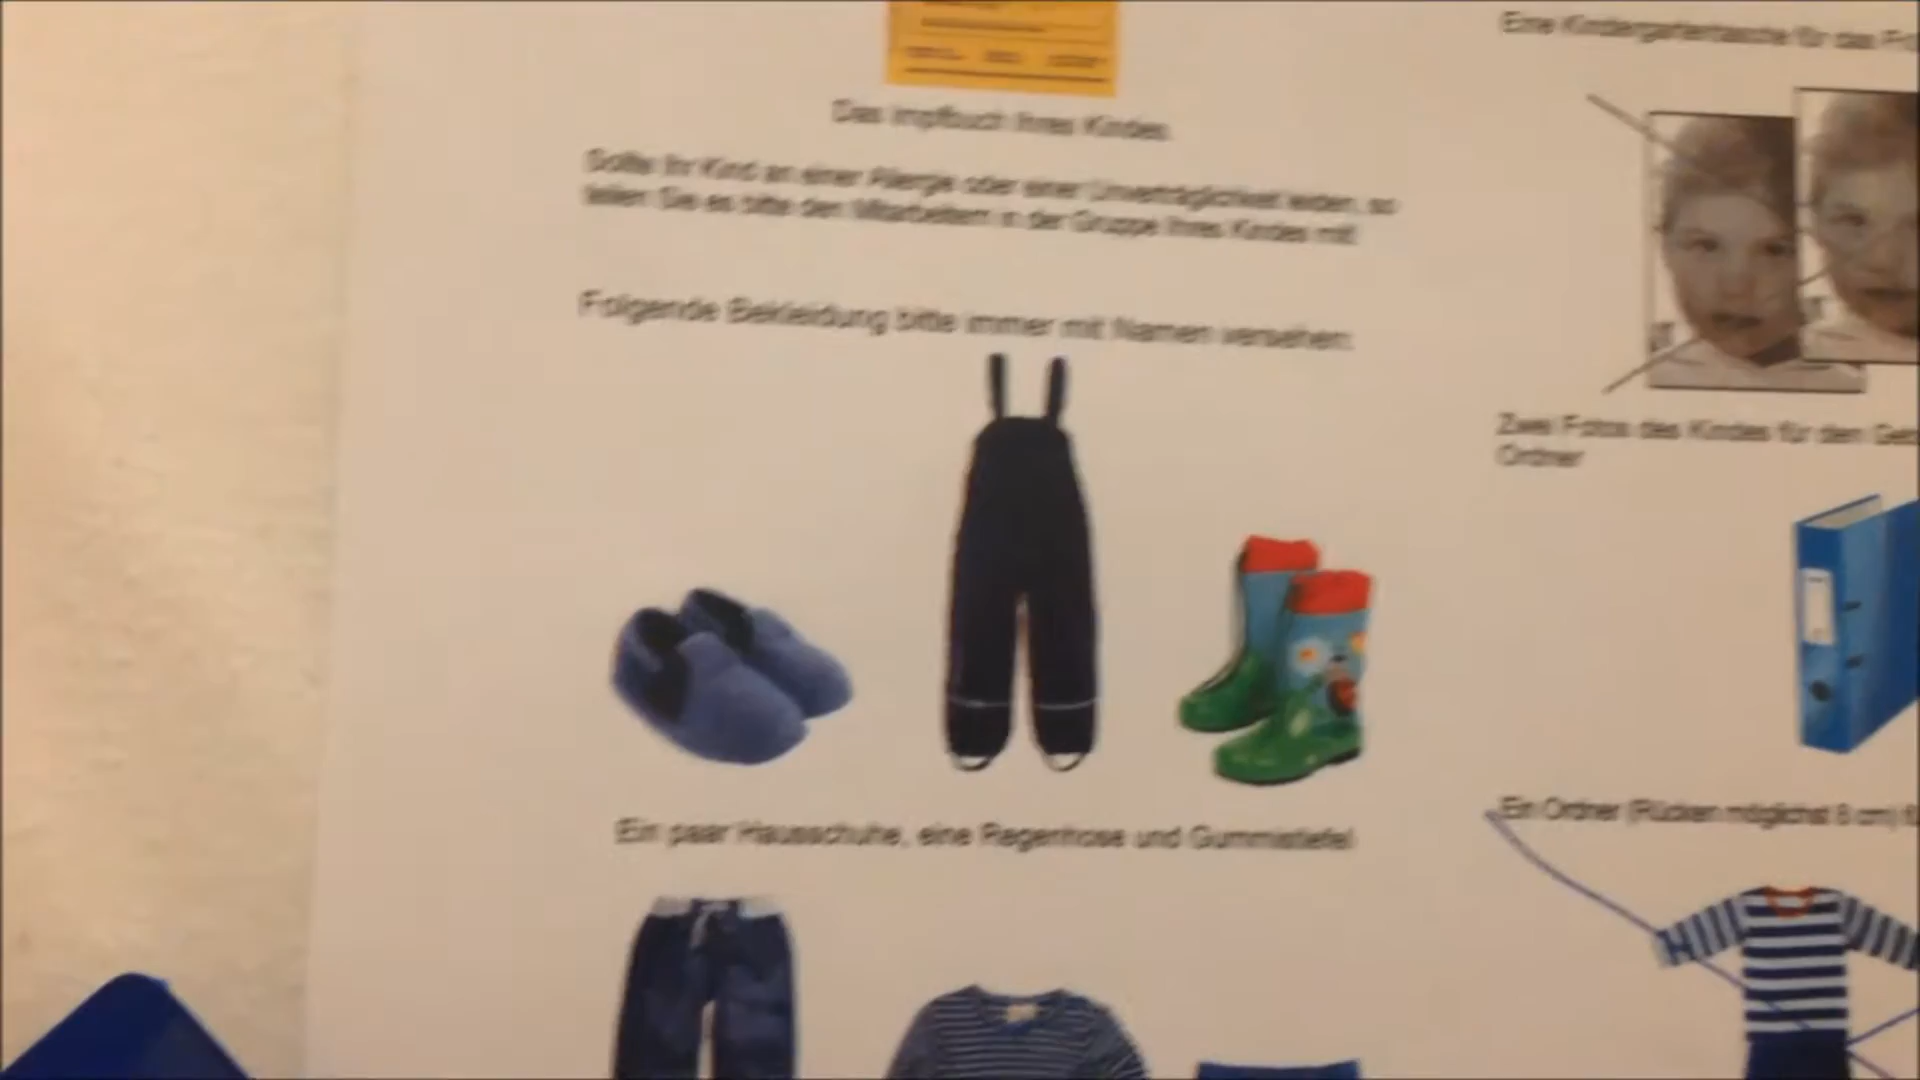 Das Impfbuch Ihres Kindes
Sollte Ihr Kind an einer Allergie oder einer Unverträglichkeit leiden, so
teilen Sie es bitte den Mitarbeitern in der Gruppe Ihres Kindes mit!
Folgende Bekleidung bitte immer mit Namen versehen:
Ein paar Hausschuhe, eine Regenhose und Gummistiefel
Eine Kindergartentasche für das
Zwei Fotos des Kindes für den
Ordner
Ein Ordner (Rücken möglichst 8 cm)